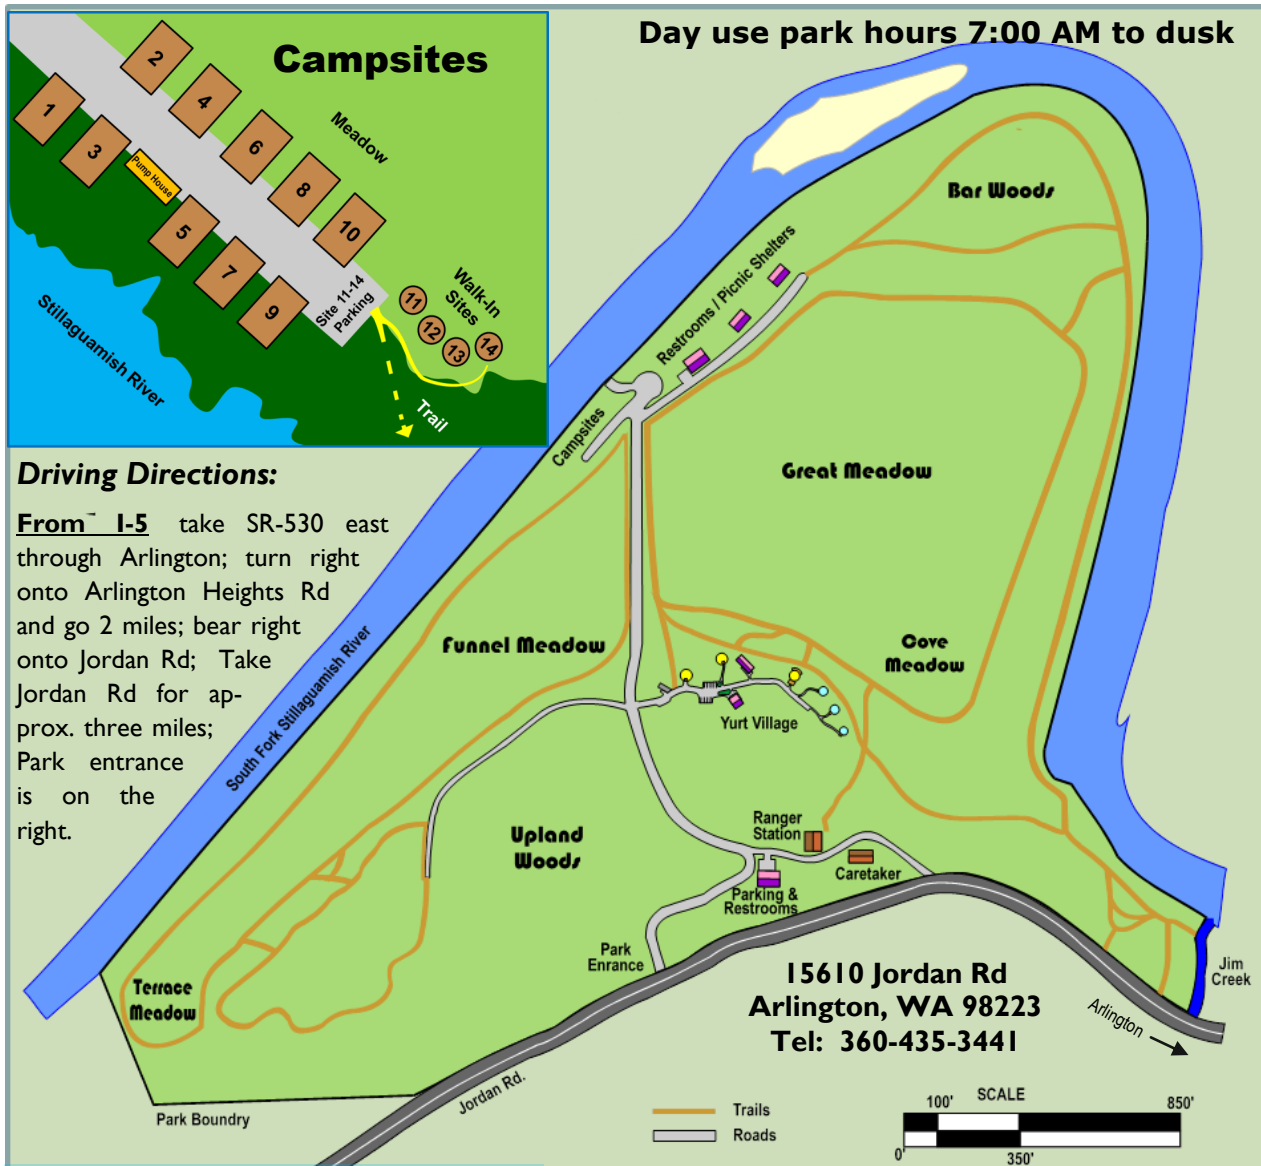 Day use park hours 7:00 AM to dusk
Campsites
2
4
6
8
10
1
3
Pump House
5
7
9
Meadow
Site 11-14
Parking
Walk-In
Sites
11
12
13
14
Trail
Stillaguamish River
Driving Directions:
From I-5 take SR-530 east
through Arlington; turn right
onto Arlington Heights Rd
and go 2 miles; bear right
onto Jordan Rd; Take
Jordan Rd for ap-
prox. three miles;
Park entrance
is on the
right.
Bar Woods
Restrooms / Picnic Shelters
Campsites
Great Meadow
Funnel Meadow
Cove
Meadow
South Fork Stillaguamish River
Yurt Village
Upland
Woods
Ranger
Station
Caretaker
Parking &
Restrooms
Park
Entrance
Terrace
Meadow
15610 Jordan Rd
Arlington, WA 98223
Tel: 360-435-3441
Jim
Creek
Arlington
Jordan Rd.
Park Boundry
Trails
Roads
SCALE
100'
850'
0'
350'